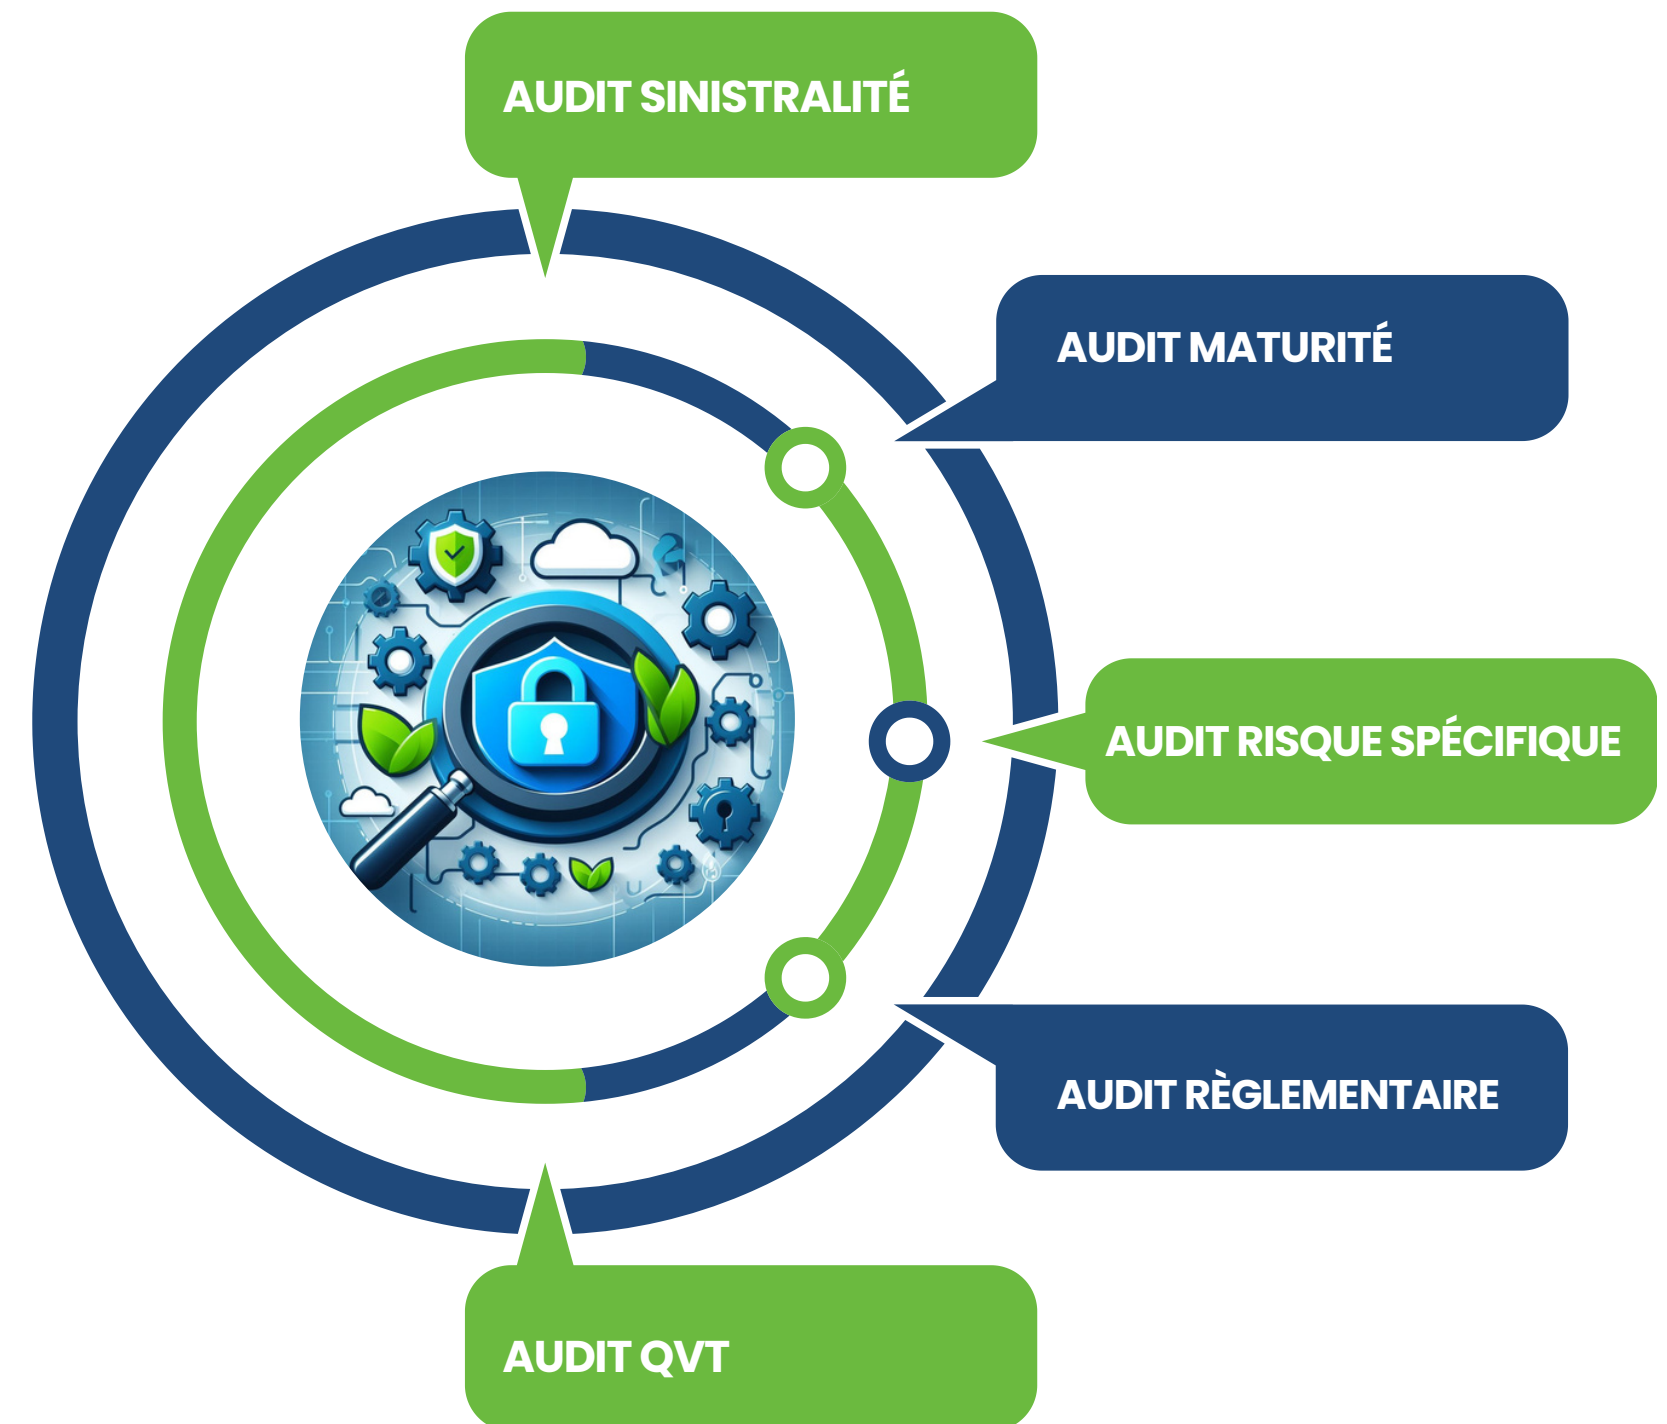 AUDIT SINISTRALITÉ
AUDIT MATURITÉ
AUDIT RISQUE SPÉCIFIQUE
AUDIT RÈGLEMENTAIRE
AUDIT QVT